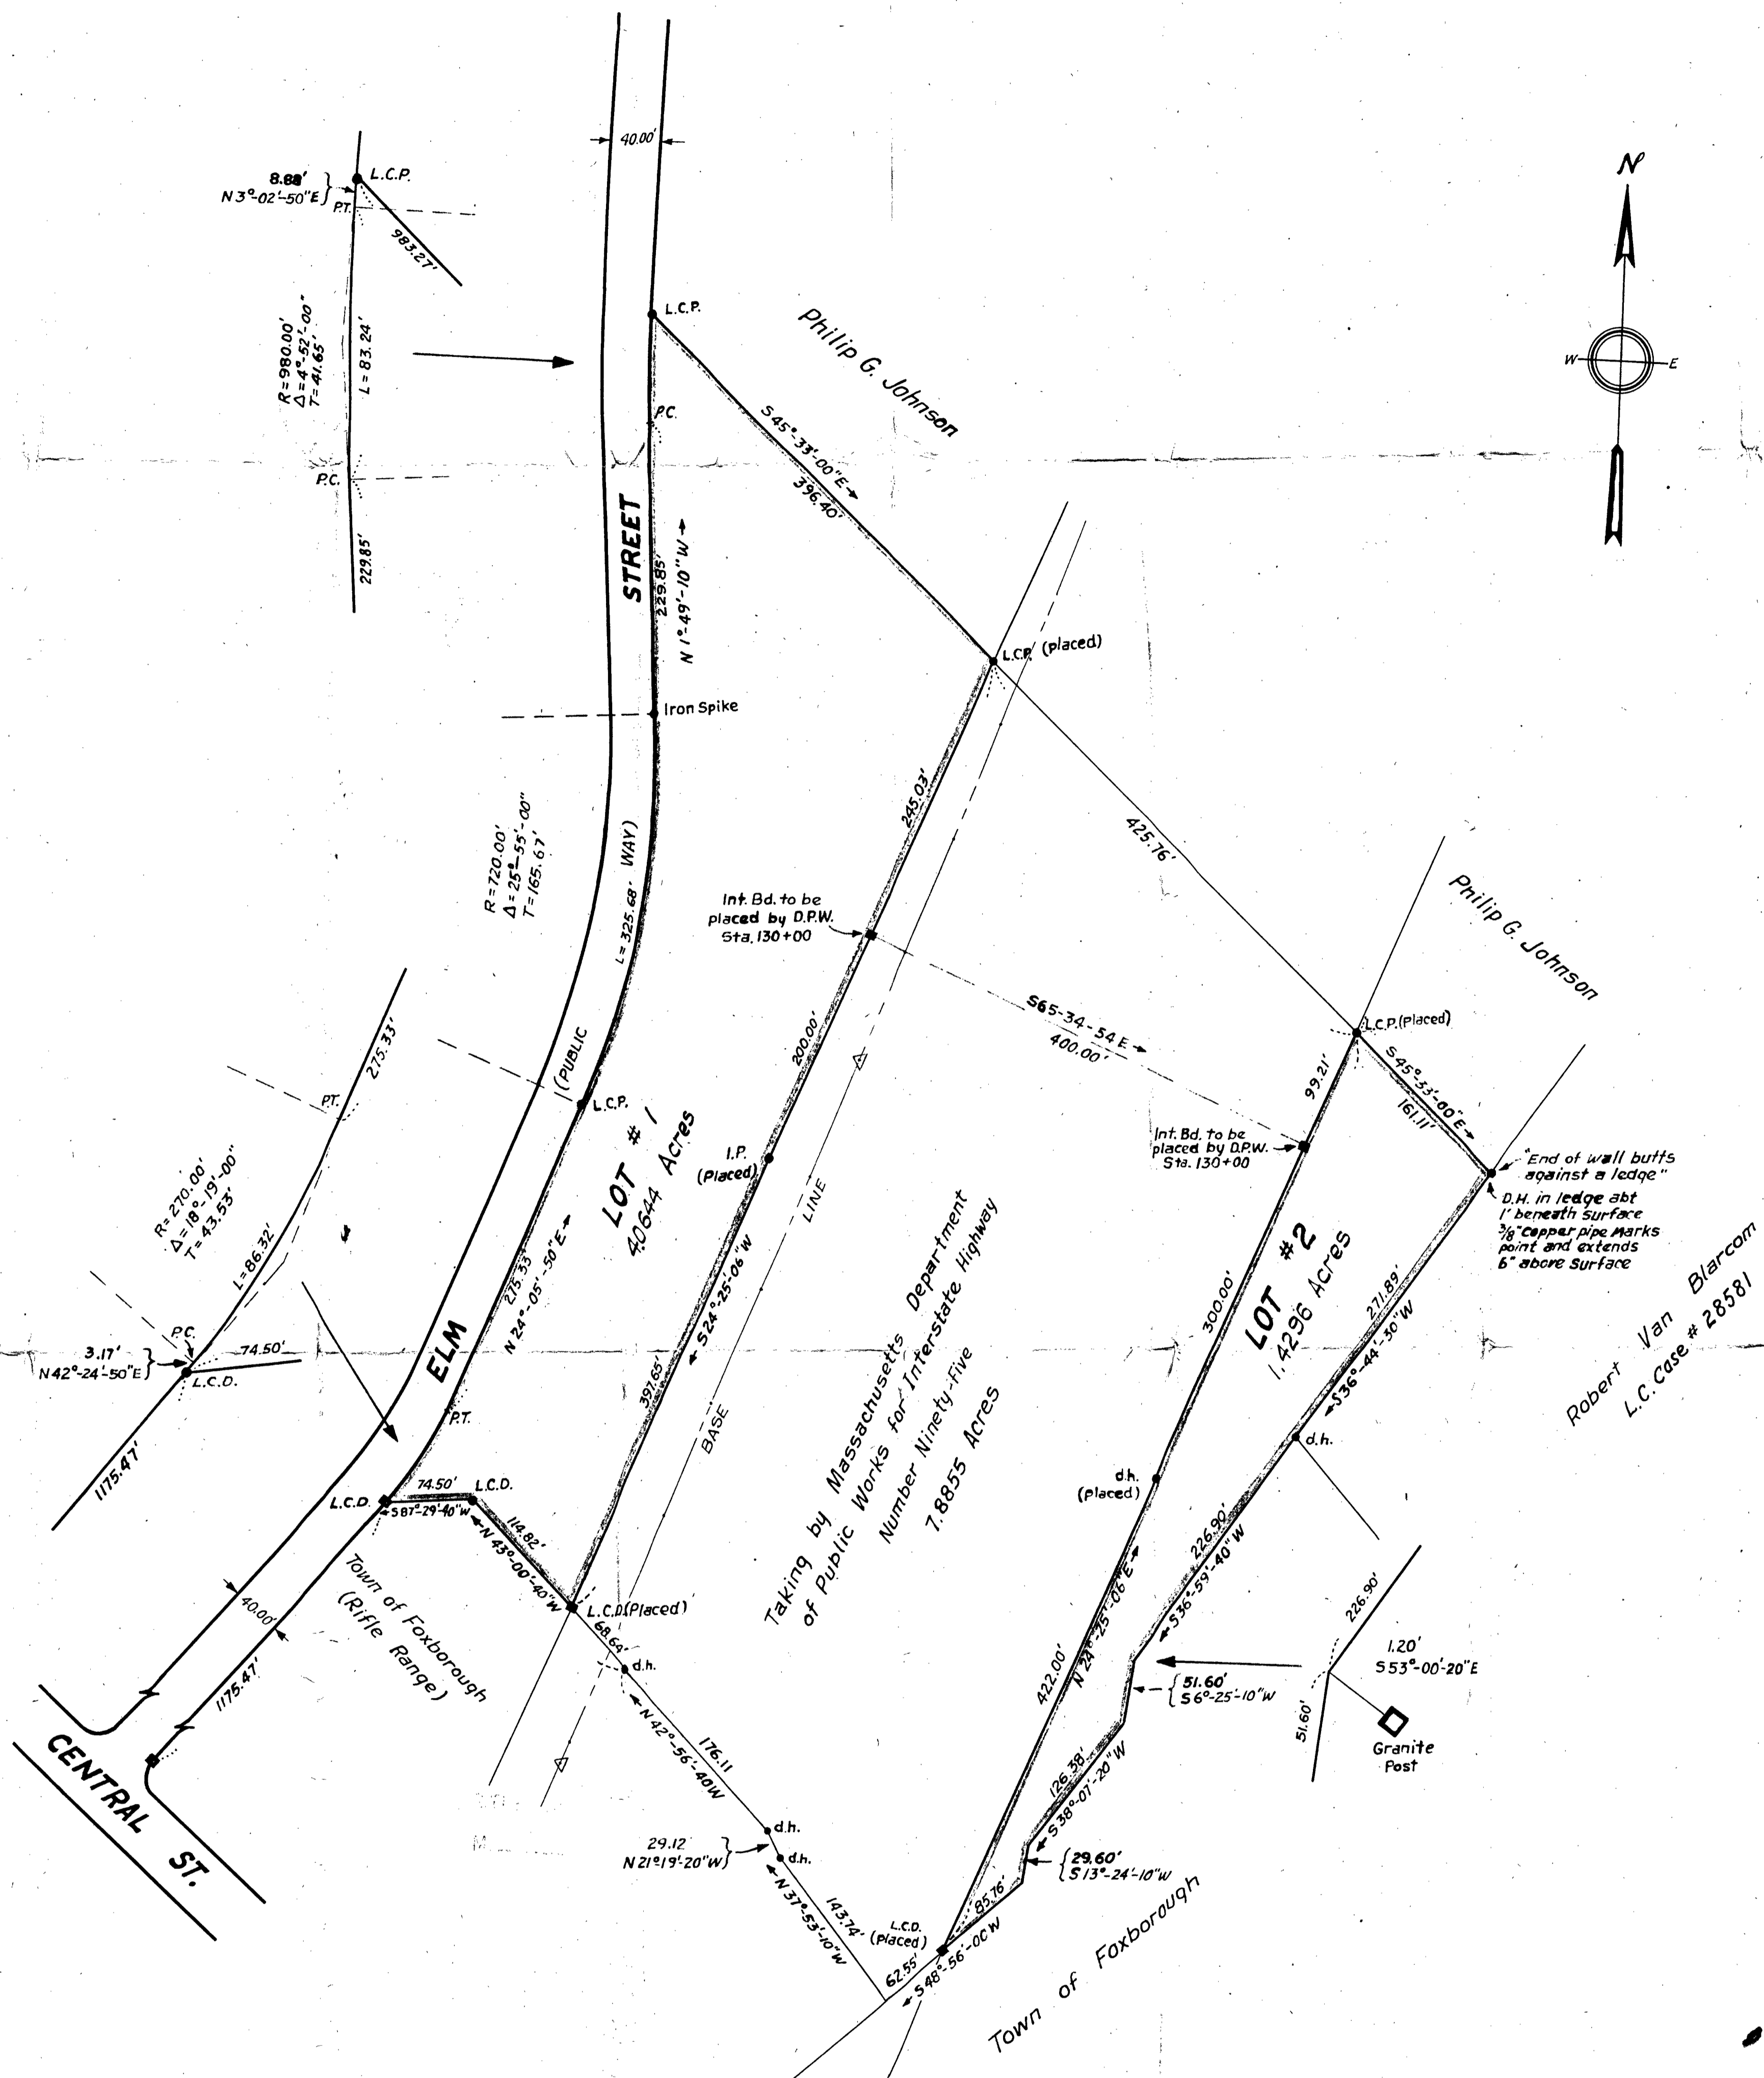 40.00'
N
W
E
8.88'
N 3°-02'-50"E
L.C.P.
P.T.
983.27'
R=980.00'
Δ=4°-52'-00"
T=41.65'
L=83.24'
P.C.
229.85'
L.C.P.
Philip G. Johnson
P.C.
S 45°-33'-00"E
396.40'
STREET
229.85'
N 1°-49'-10"W
L.C.P. (placed)
Iron Spike
245.03'
425.76'
R=720.00'
Δ=25°-55'-00"
T=165.67'
L=325.68'
WAY)
(PUBLIC
Int. Bd. to be
placed by D.P.W.
Sta. 130+00
Philip G. Johnson
S65-34-54 E
400.00'
200.00'
L.C.P. (Placed)
275.33'
P.T.
L.C.P.
99.21'
S 45°-33'-00"E
161.11'
LOT # 1
4.0644 Acres
I.P.
(Placed)
Int. Bd. to be
placed by D.P.W.
Sta. 130+00
"End of wall butts
against a ledge"
D.H. in ledge abt
1' beneath surface
3/8" copper pipe marks
point and extends
6" above surface
R=270.00'
Δ=18°-19'-00"
T=43.53'
L=86.32'
LINE
BASE
275.33'
N 24°-05'-50"E
S24°-25'-06"W
397.65'
Taking by Massachusetts Department
of Public Works for Interstate Highway
Number Ninety-Five
7.8855 Acres
300.00'
LOT # 2
1.4296 Acres
271.89'
S36°-44'-30"W
Robert Van Blarcom
L.C. Case # 28581
P.C.
3.17'
N42°-24'-50"E
74.50'
L.C.D.
1175.47'
ELM
P.T.
d.h.
d.h.
(placed)
74.50'
L.C.D.
L.C.D.
S 87°-29'-40"W
114.82'
N 43°-00'-40"W
226.90'
S36°-59'-40"W
Town of Foxborough
(Rifle Range)
40.00'
1175.47'
L.C.D. (Placed)
68.64'
d.h.
N 42°-56'-40W
176.11
422.00'
N 24°-25'-06"E
51.60'
S 6°-25'-10"W
226.90'
1.20'
S 53°-00'-20"E
51.60'
Granite
Post
CENTRAL ST.
126.38'
S 38°-07'-20"W
d.h.
29.12
N 21°19'-20"W
d.h.
N 37°-53'-10"W
143.74'
29.60'
S 13°-24'-10"W
85.76'
L.C.D.
(placed)
62.55'
S 48°-56'-00W
Town of Foxborough